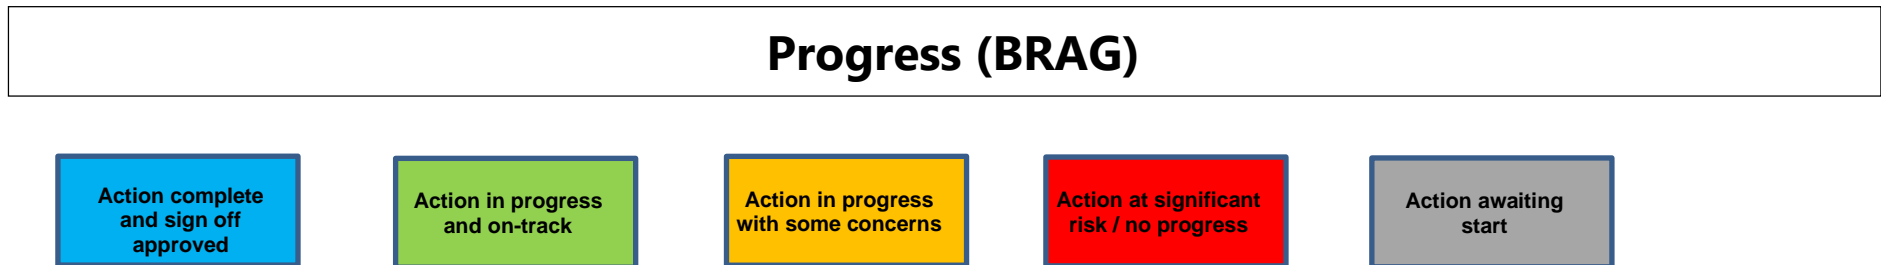 Progress (BRAG)
Action complete
and sign off
approved
Action in progress
and on-track
Action in progress
with some concerns
Action at significant
risk / no progress
Action awaiting
start